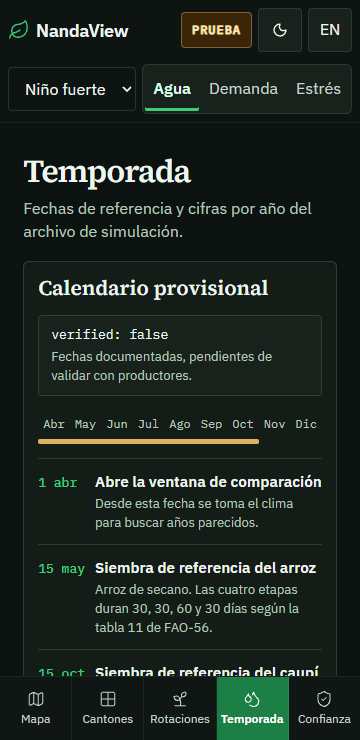 NandaView
PRUEBA
EN
Niño fuerte
Agua Demanda Estrés
Temporada
Fechas de referencia y cifras por año del
archivo de simulación.
Calendario provisional
verified: false
Fechas documentadas, pendientes de
validar con productores.
Abr May Jun Jul Ago Sep Oct Nov Dic
1 abr Abre la ventana de comparación
Desde esta fecha se toma el clima
para buscar años parecidos.
15 may Siembra de referencia del arroz
Arroz de secano. Las cuatro etapas
duran 30, 30, 60 y 30 días según la
tabla 11 de FAO-56.
15 oct Siembra de referencia del caupí
Mapa Cantones Rotaciones Temporada Confianza